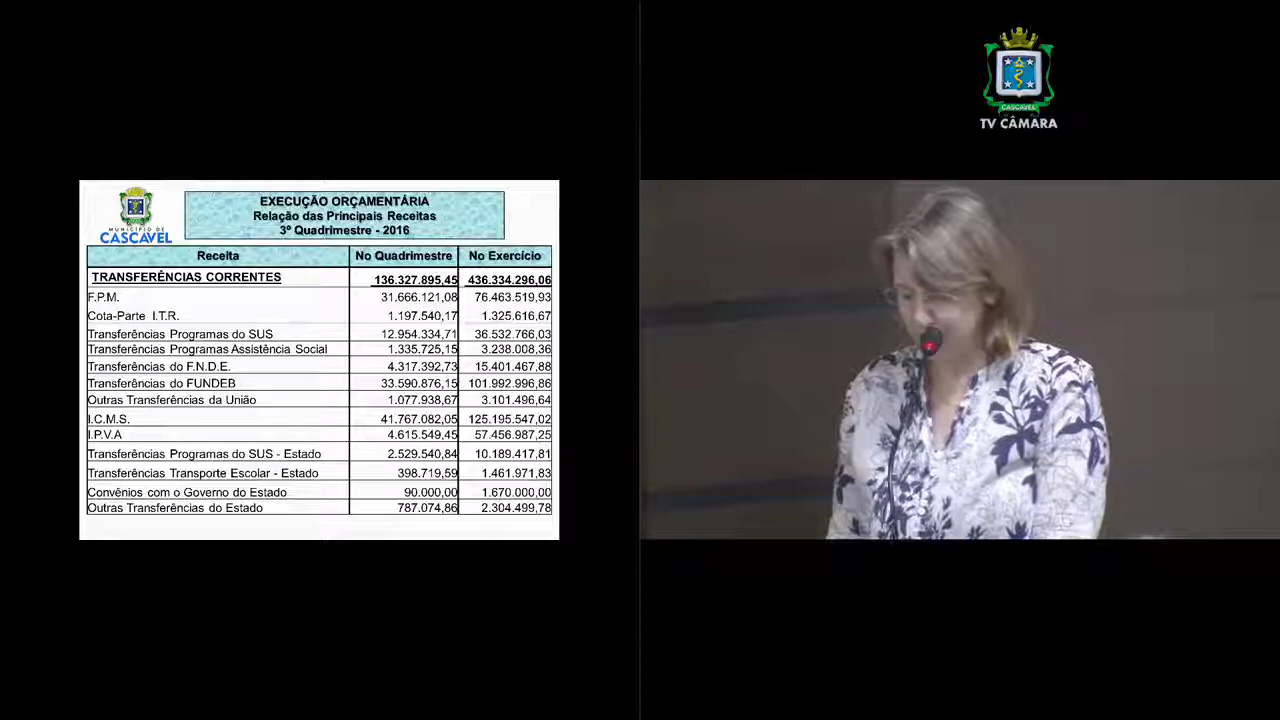 MUNICÍPIO DE
CASCAVEL
EXECUÇÃO ORÇAMENTÁRIA
Relação das Principais Receitas
3º Quadrimestre - 2016
Receita No Quadrimestre No Exercício
TRANSFERÊNCIAS CORRENTES 136.327.895,45 436.334.296,06
F.P.M. 31.666.121,08 76.463.519,93
Cota-Parte I.T.R. 1.197.540,17 1.325.616,67
Transferências Programas do SUS 12.954.334,71 36.532.766,03
Transferências Programas Assistência Social 1.335.725,15 3.238.008,36
Transferências do F.N.D.E. 4.317.392,73 15.401.467,88
Transferências do FUNDEB 33.590.876,15 101.992.996,86
Outras Transferências da União 1.077.938,67 3.101.496,64
I.C.M.S. 41.767.082,05 125.195.547,02
I.P.V.A 4.615.549,45 57.456.987,25
Transferências Programas do SUS - Estado 2.529.540,84 10.189.417,81
Transferências Transporte Escolar - Estado 398.719,59 1.461.971,83
Convênios com o Governo do Estado 90.000,00 1.670.000,00
Outras Transferências do Estado 787.074,86 2.304.499,78
CASCAVEL
TV CÂMARA